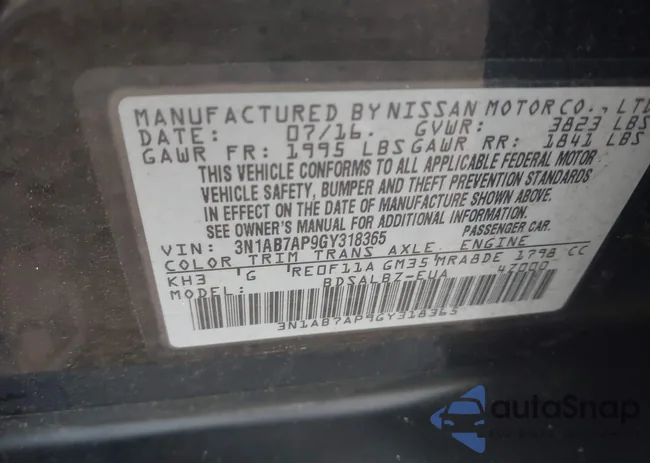 MANUFACTURED BY NISSAN MOTOR CO., LTD
DATE: 07/16. GVWR: 3823 LBS
GAWR FR: 1995 LBS GAWR RR: 1841 LBS
THIS VEHICLE CONFORMS TO ALL APPLICABLE FEDERAL MOTOR
VEHICLE SAFETY, BUMPER AND THEFT PREVENTION STANDARDS
IN EFFECT ON THE DATE OF MANUFACTURE SHOWN ABOVE.
SEE OWNER'S MANUAL FOR ADDITIONAL INFORMATION.
PASSENGER CAR.
VIN: 3N1AB7AP9GY318365
COLOR TRIM TRANS AXLE ENGINE
KH3 G RE0F11A GM35 MRA8DE 1798 CC
MODEL: BDSALB7-EUA 4Z000
3N1AB7AP9GY318365
autoSnap